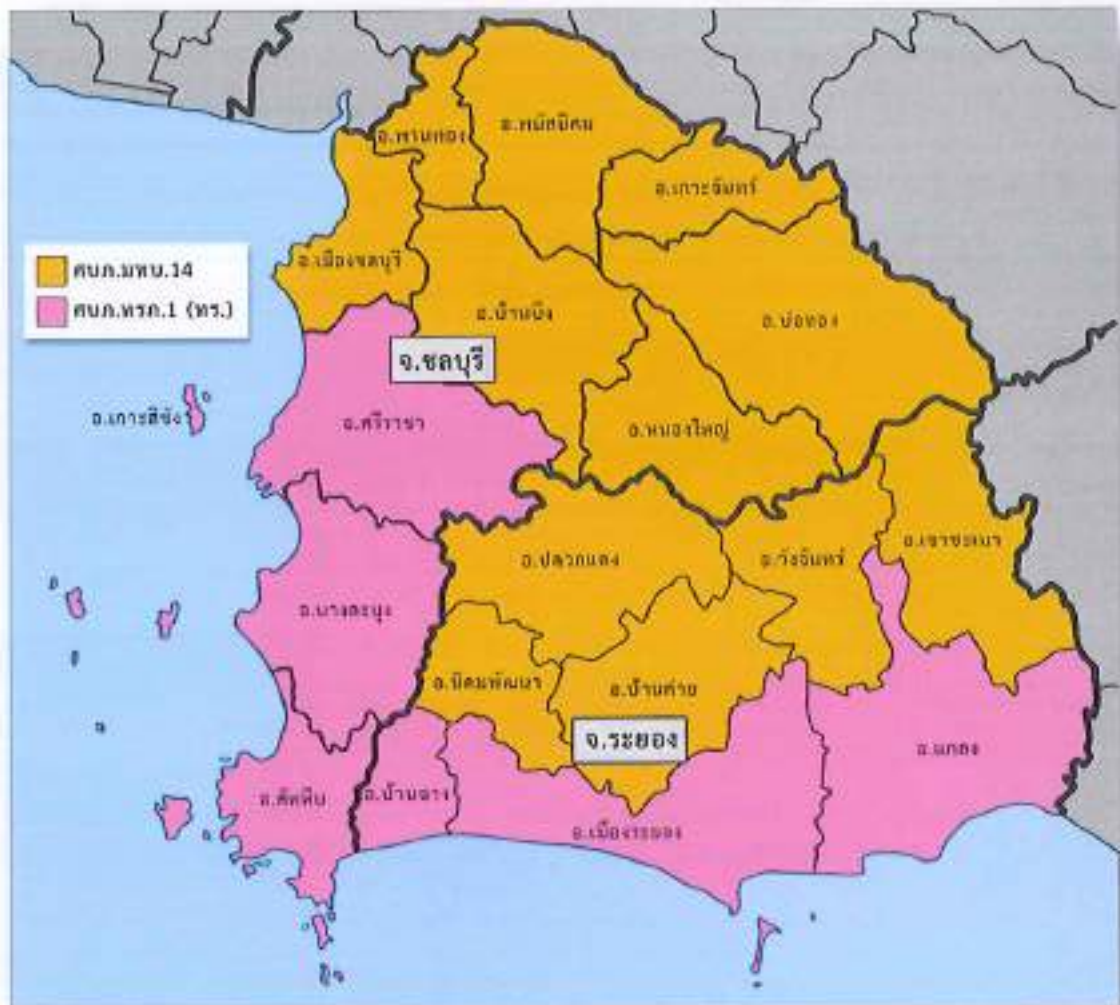 อ.พานทอง
อ.พนัสนิคม
อ.เกาะจันทร์
อ.เมืองชลบุรี
ศบภ.มทบ.14
ศบภ.ทรภ.1 (ทร.)
อ.บ้านบึง
อ.บ่อทอง
จ.ชลบุรี
อ.เกาะสีชัง
อ.ศรีราชา
อ.หนองใหญ่
อ.ปลวกแดง
อ.วังจันทร์
อ.เขาชะเมา
อ.บางละมุง
อ.นิคมพัฒนา
อ.บ้านค่าย
จ.ระยอง
อ.แกลง
อ.สัตหีบ
อ.บ้านฉาง
อ.เมืองระยอง